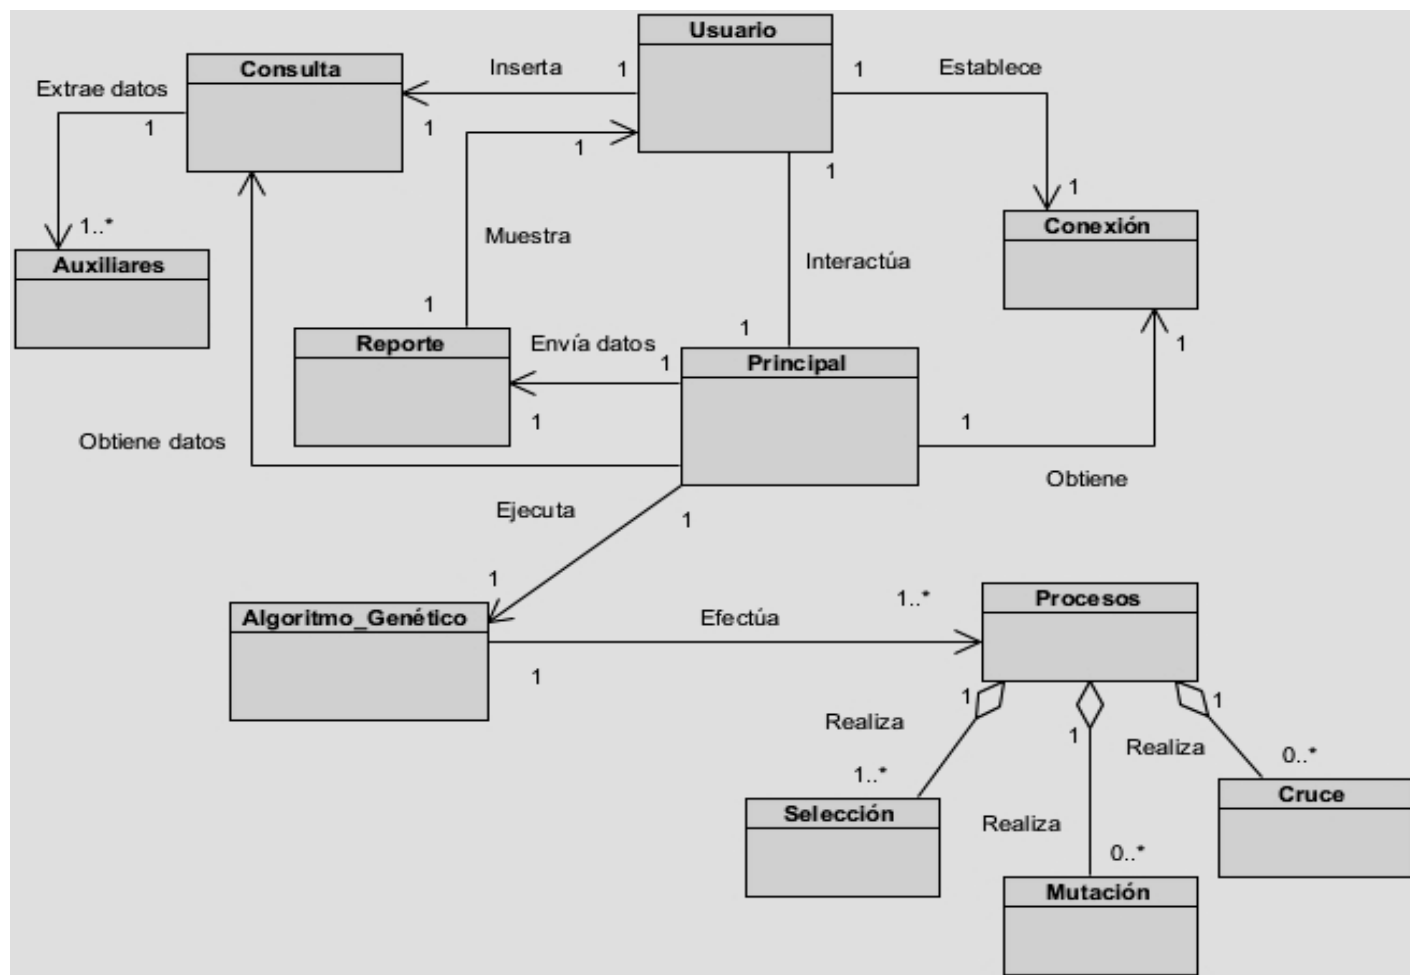 Usuario
Consulta
Inserta
1
1
Establece
Extrae datos
1
1
1
1
1
1..*
Muestra
Conexión
Auxiliares
Interactúa
1
1
Reporte
Envía datos
1
1
Principal
1
1
Obtiene datos
Obtiene
Ejecuta
1
1
Algoritmo_Genético
Efectúa
1..*
Procesos
1
1
1
1
Realiza
Realiza
0..*
1..*
Cruce
Selección
Realiza
0..*
Mutación